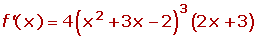 f'(x) = 4(x² + 3x − 2)³(2x + 3)